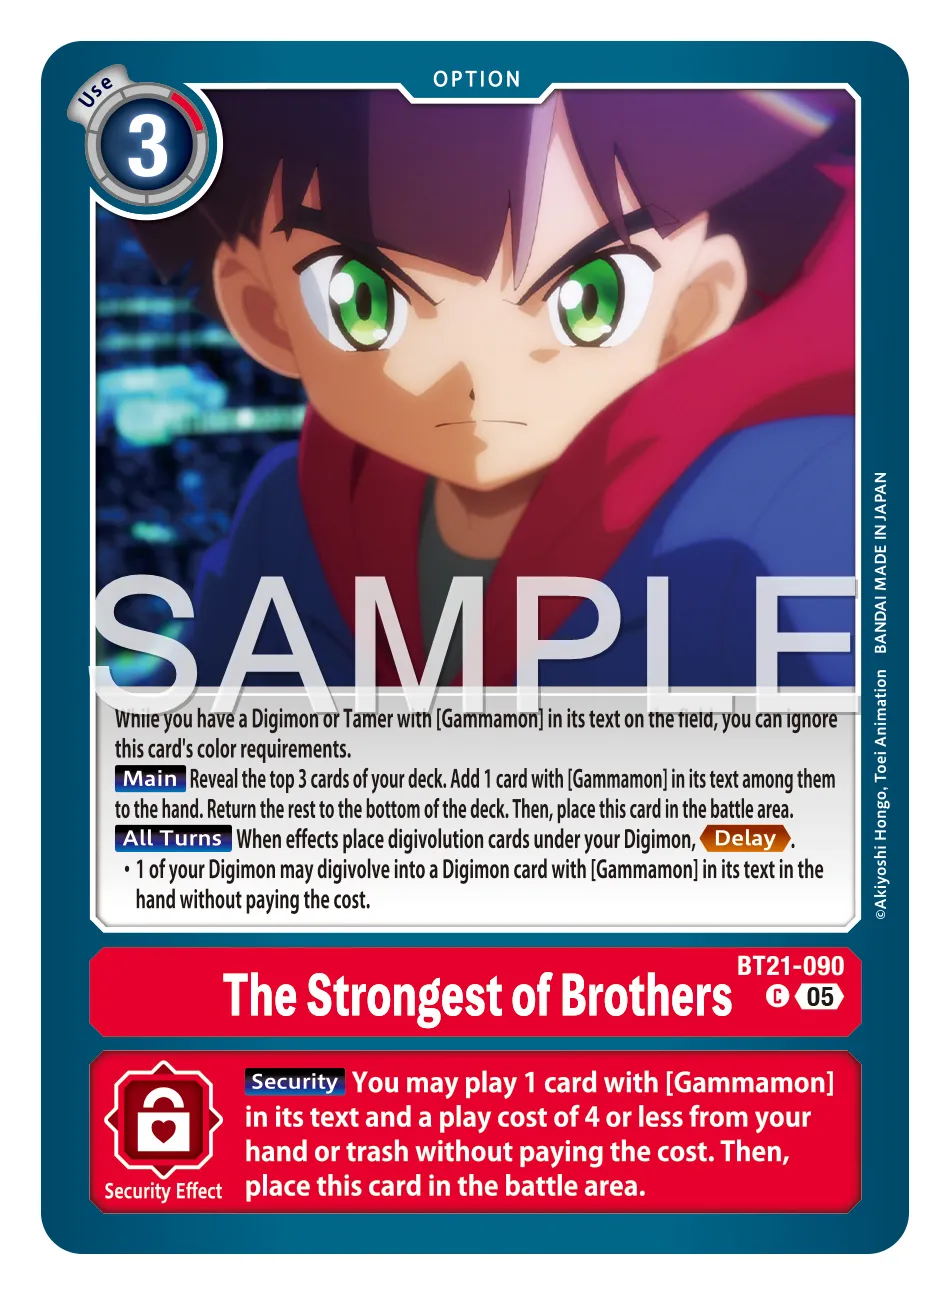 OPTION
Use
3
SAMPLE
While you have a Digimon or Tamer with [Gammamon] in its text on the field, you can ignore
this card's color requirements.
Main Reveal the top 3 cards of your deck. Add 1 card with [Gammamon] in its text among them
to the hand. Return the rest to the bottom of the deck. Then, place this card in the battle area.
All Turns When effects place digivolution cards under your Digimon, Delay.
・1 of your Digimon may digivolve into a Digimon card with [Gammamon] in its text in the
hand without paying the cost.
©Akiyoshi Hongo, Toei Animation BANDAI MADE IN JAPAN
BT21-090
The Strongest of Brothers
C 05
Security You may play 1 card with [Gammamon]
in its text and a play cost of 4 or less from your
hand or trash without paying the cost. Then,
place this card in the battle area.
Security Effect